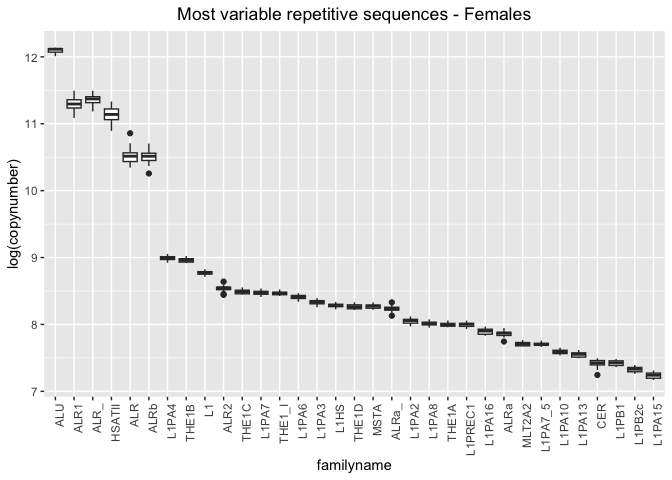 Most variable repetitive sequences - Females
log(copynumber)
12
11
10
9
8
7
ALU
ALR1
ALR_
HSATII
ALR
ALRb
L1PA4
THE1B
L1
ALR2
THE1C
L1PA7
THE1_I
L1PA6
L1PA3
L1HS
THE1D
MSTA
ALRa_
L1PA2
L1PA8
THE1A
L1PREC1
L1PA16
ALRa
MLT2A2
L1PA7_5
L1PA10
L1PA13
CER
L1PB1
L1PB2c
L1PA15
familyname